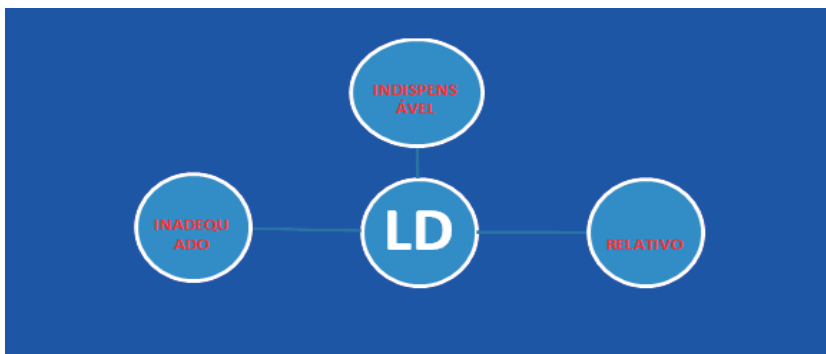 INDISPENS
ÁVEL
INADEQU
ADO
LD
RELATIVO